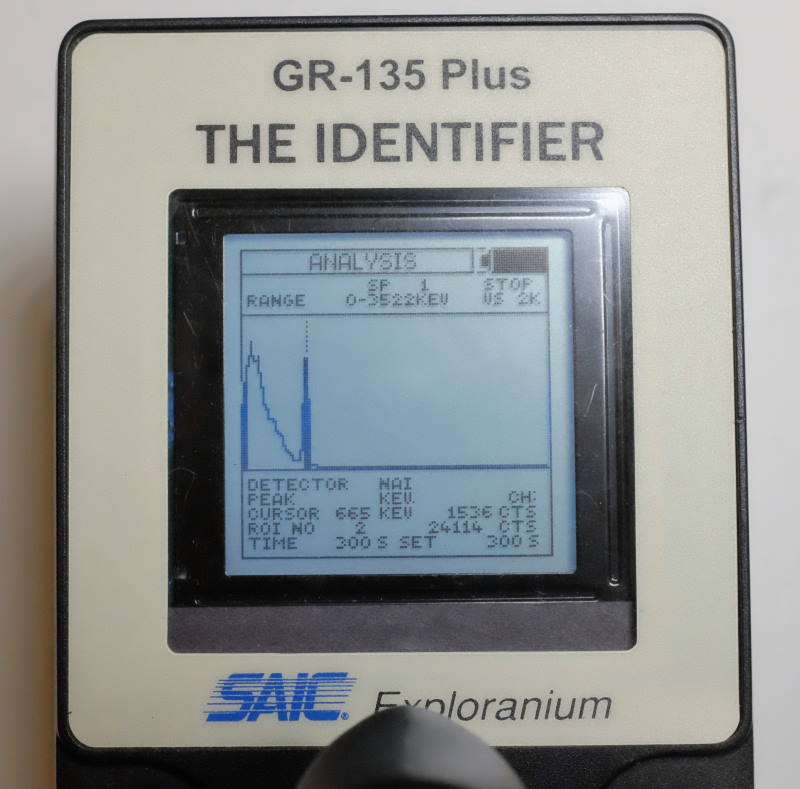 GR-135 Plus
THE IDENTIFIER
ANALYSIS
SP 1 STOP
RANGE 0-3522KEV VS 2K
DETECTOR NAI
PEAK KEV CH:
CURSOR 665 KEV 1536 CTS
ROI NO 2 24114 CTS
TIME 300 S SET 300 S
SAIC® Exploranium